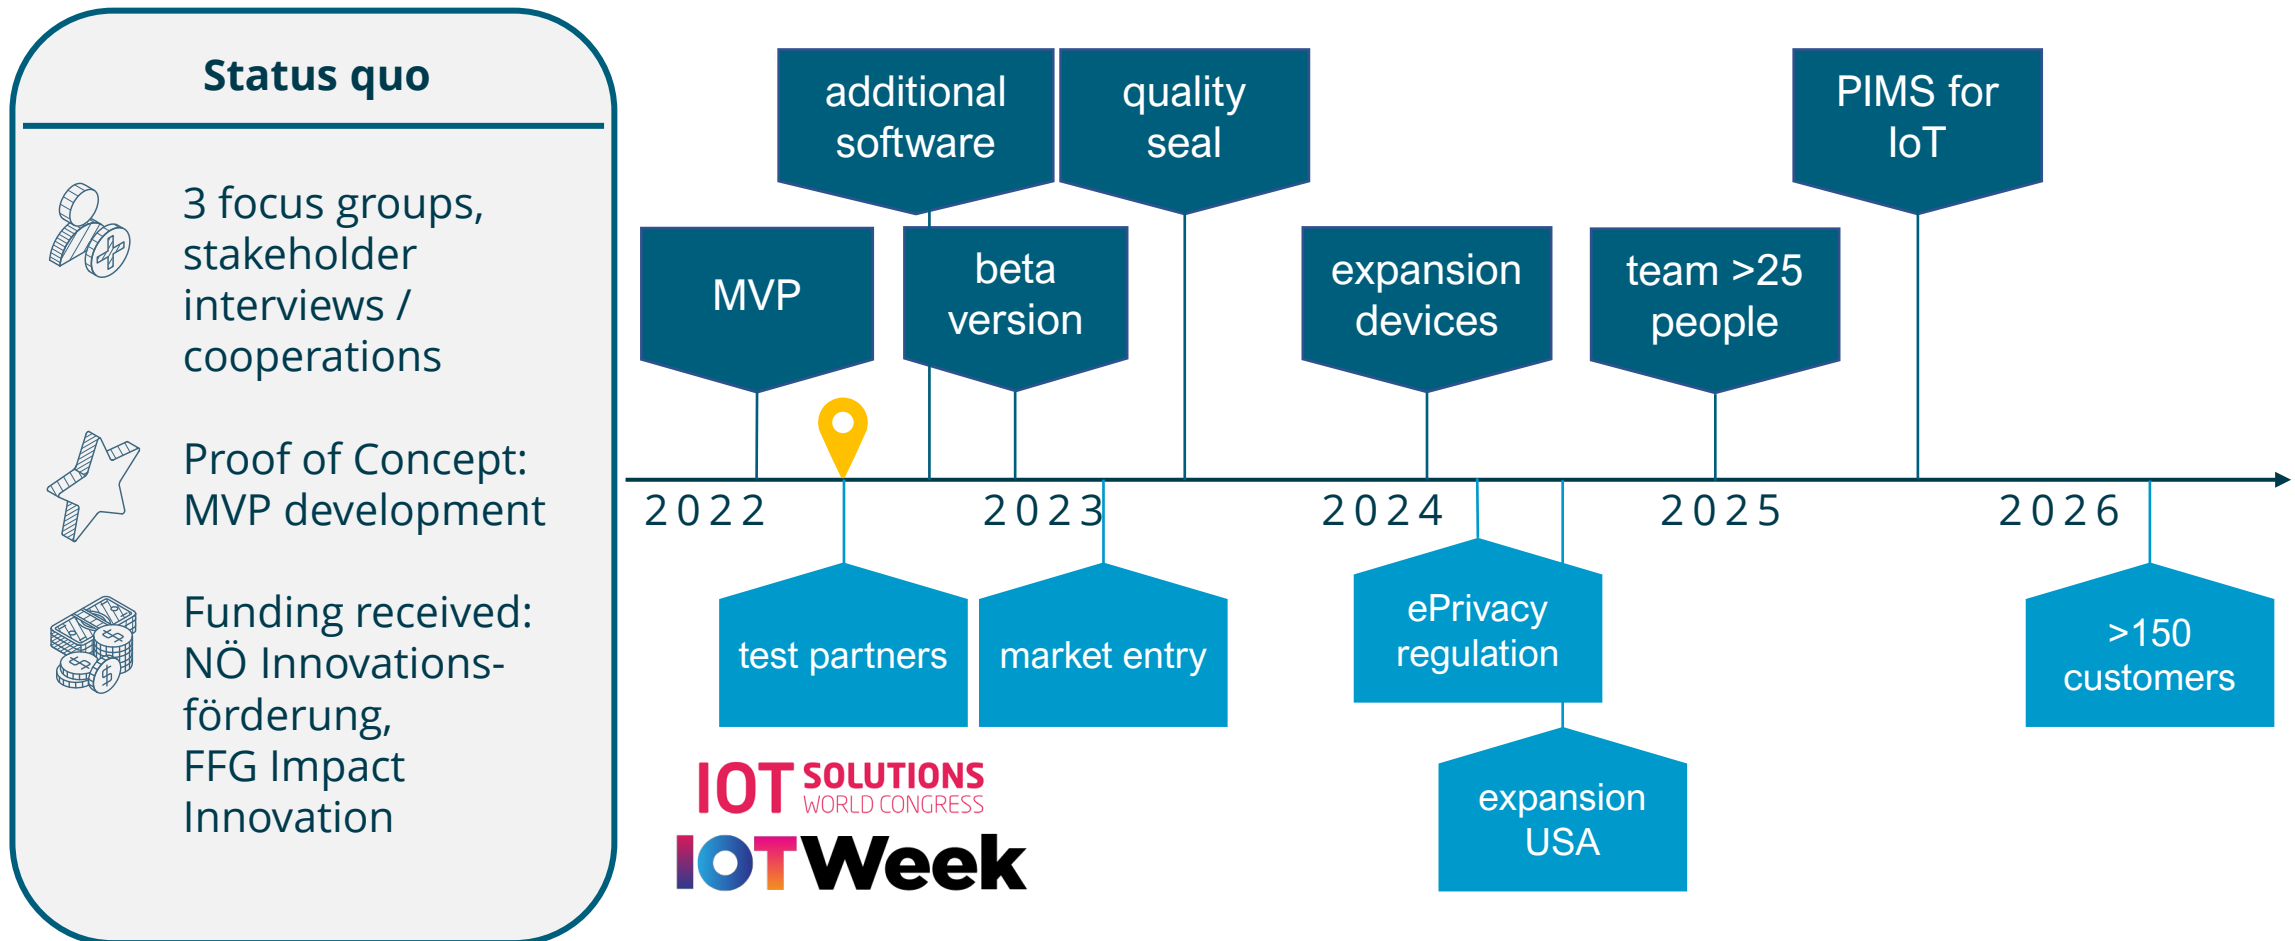 Status quo
3 focus groups,
stakeholder
interviews /
cooperations
Proof of Concept:
MVP development
Funding received:
NÖ Innovations-
förderung,
FFG Impact
Innovation
additional
software
quality
seal
PIMS for
IoT
MVP
beta
version
expansion
devices
team >25
people
2022
2023
2024
2025
2026
test partners
market entry
ePrivacy
regulation
>150
customers
expansion
USA
IOT SOLUTIONS
WORLD CONGRESS
IOT Week